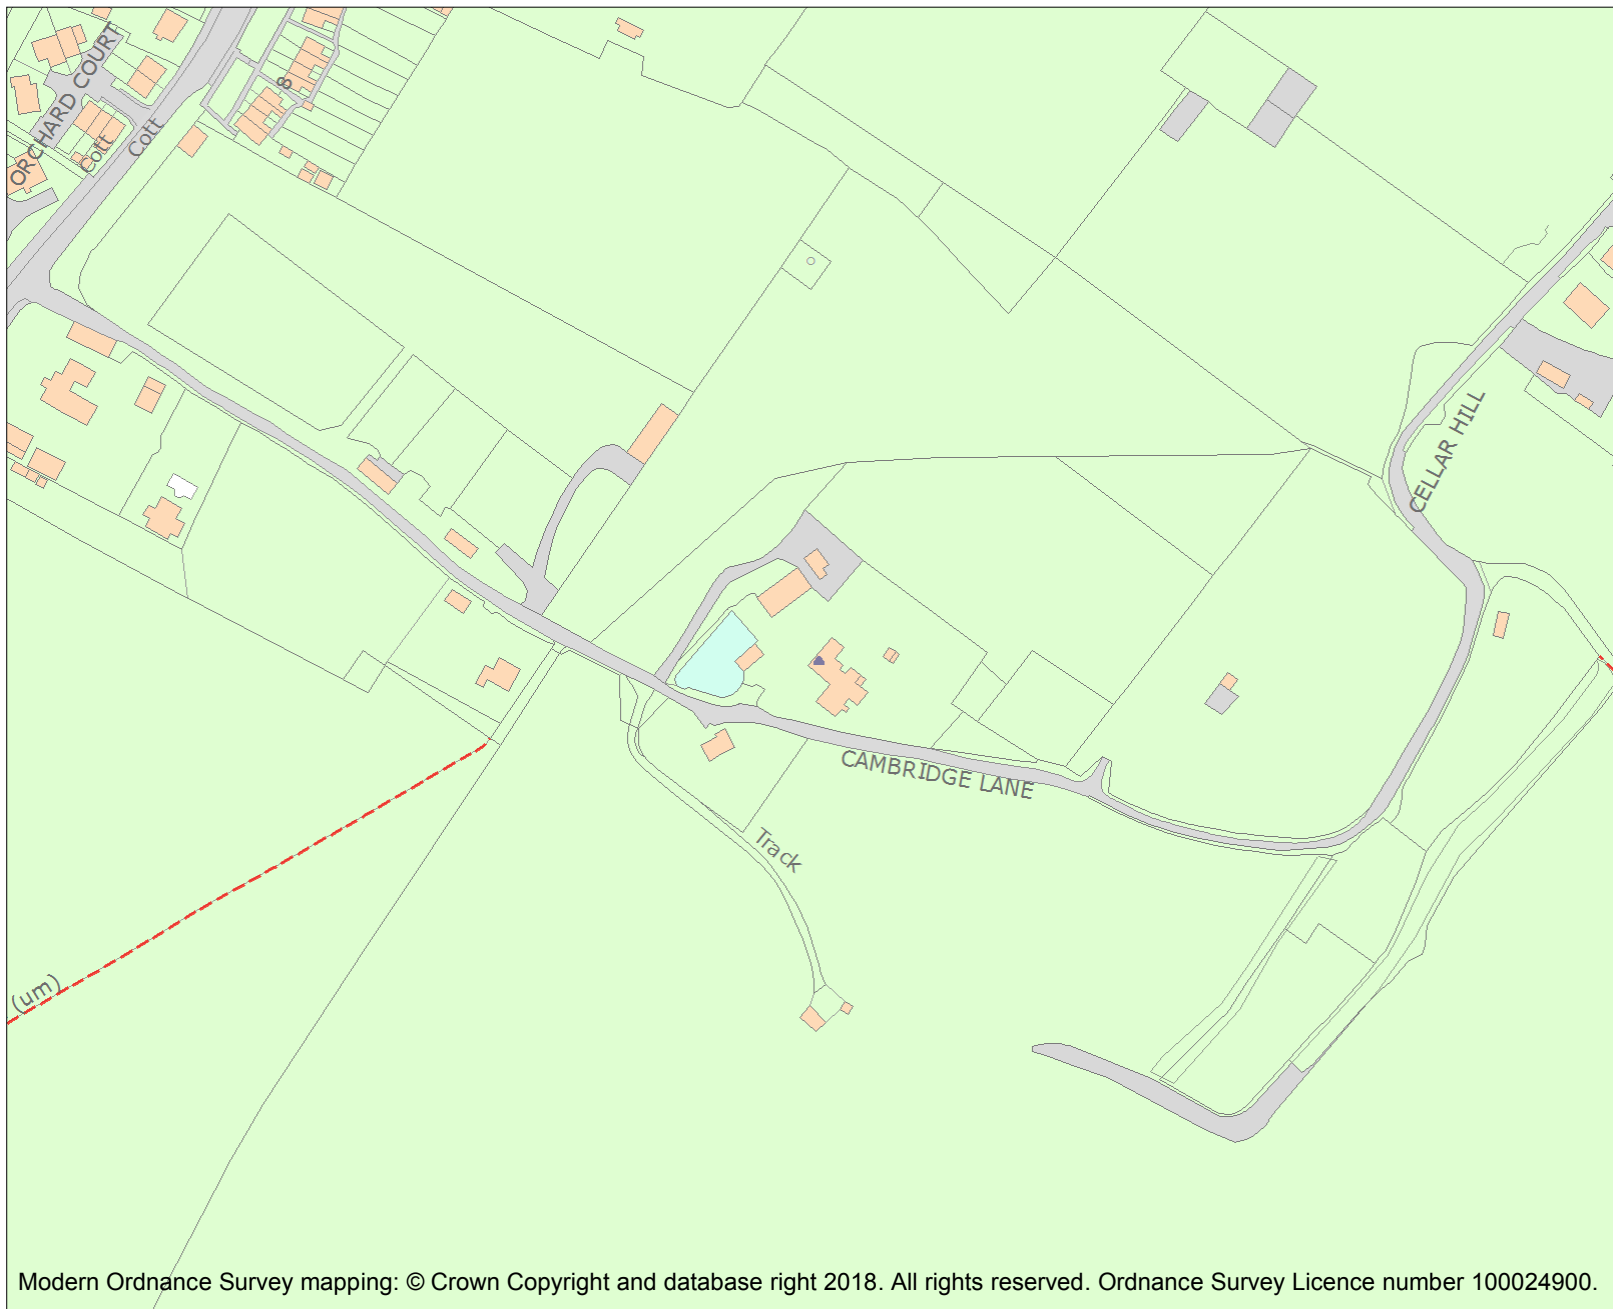 ORCHARD COURT
Cott
Cott
8
CELLAR HILL
CAMBRIDGE LANE
Track
(um)
Modern Ordnance Survey mapping: © Crown Copyright and database right 2018. All rights reserved. Ordnance Survey Licence number 100024900.